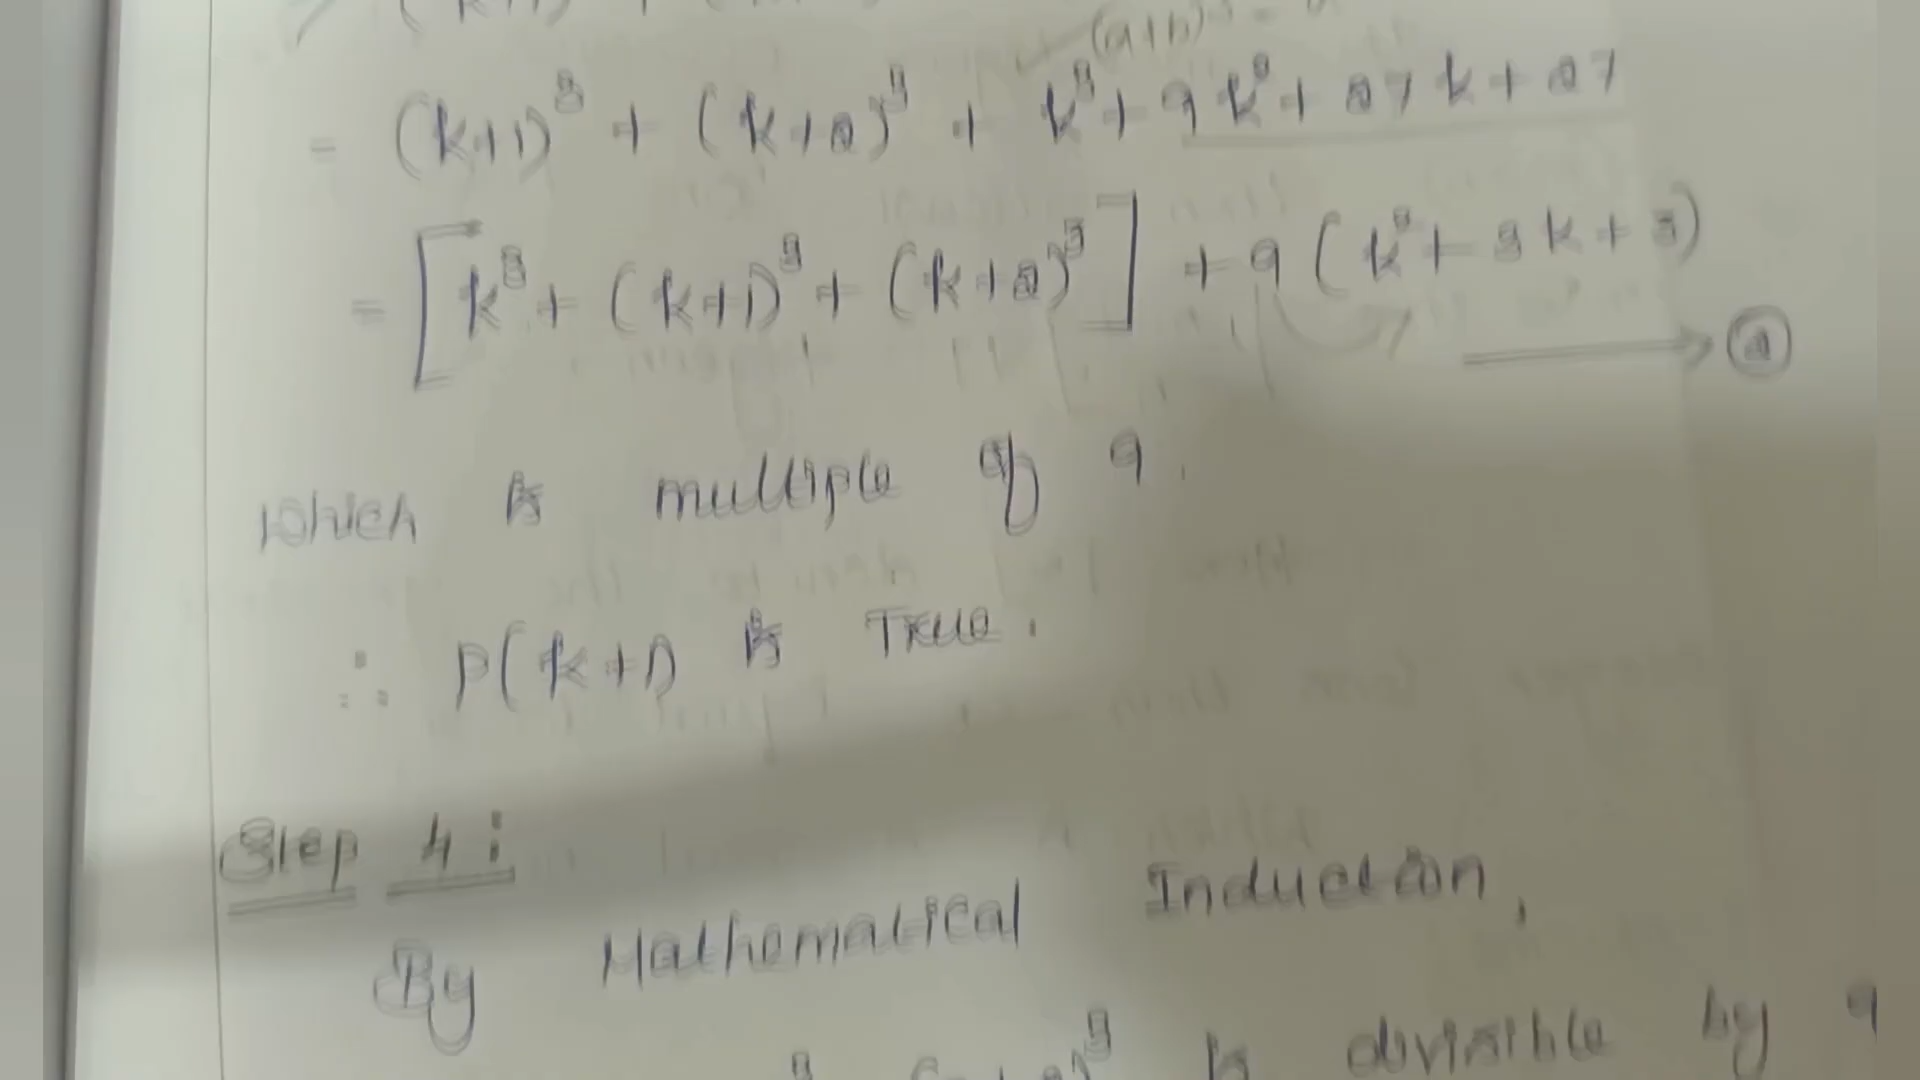 (a+b)³ =
= (k+1)³ + (k+2)³ + k³ + 9k² + 27k + 27
= [k³ + (k+1)³ + (k+2)³] + 9(k² + 3k + 3)
→ ②
which is multiple of 9.
∴ P(k+1) is True.
Step 4:
By Mathematical Induction,
is divisible by 9